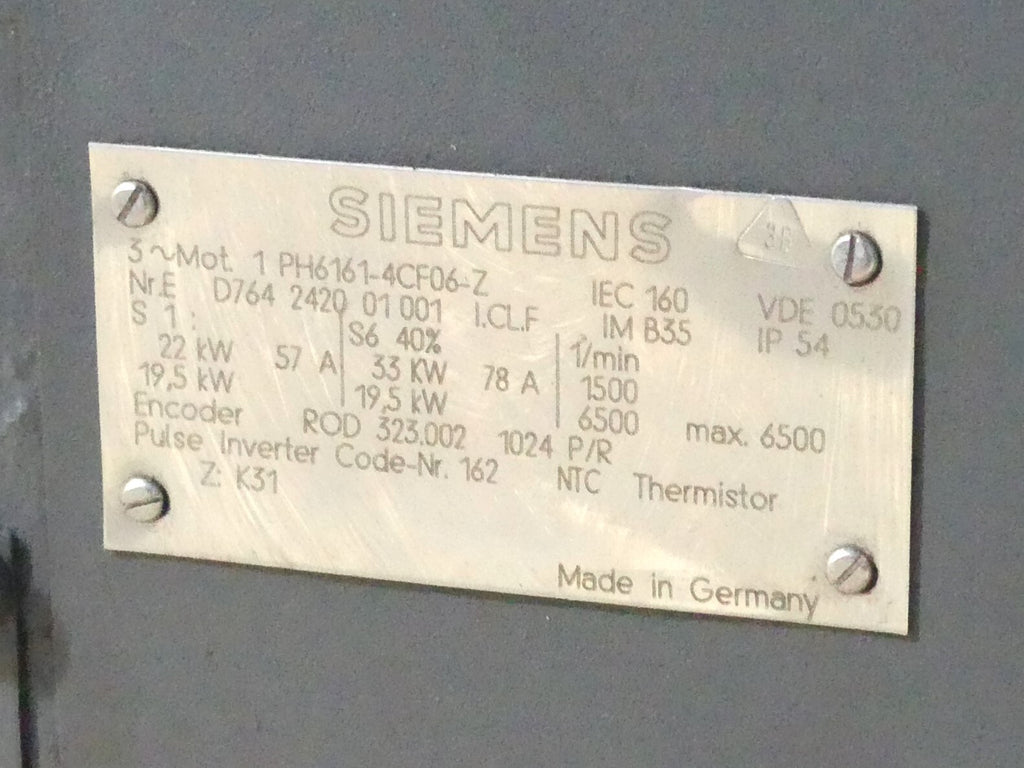 SIEMENS
3~Mot. 1 PH6161-4CF06-Z IEC 160 VDE 0530
Nr.E D764 2420 01 001 I.CL.F IM B35 IP 54
S 1: S6 40% 1/min
22 kW 57 A 33 KW 78 A 1500
19,5 kW 19,5 kW 6500 max. 6500
Encoder ROD 323.002 1024 P/R
Pulse Inverter Code-Nr. 162 NTC Thermistor
Z: K31
Made in Germany